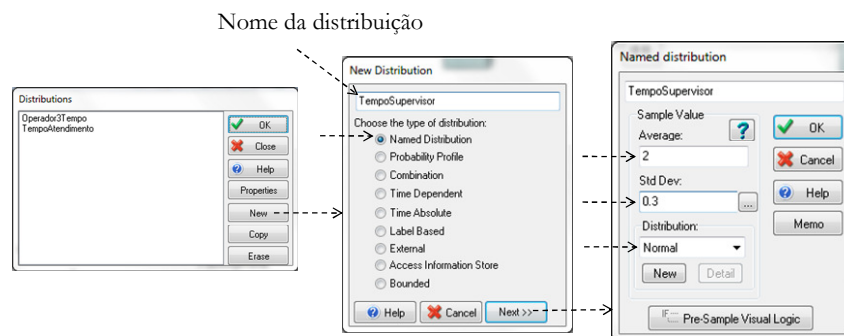 Nome da distribuição
Distributions
Operador3Tempo
TempoAtendimento
OK
Close
Help
Properties
New
Copy
Erase
New Distribution
TempoSupervisor
Choose the type of distribution:
Named Distribution
Probability Profile
Combination
Time Dependent
Time Absolute
Label Based
External
Access Information Store
Bounded
Help
Cancel
Next >>
Named distribution
TempoSupervisor
Sample Value
Average:
?
2
Std Dev:
0.3
...
Distribution:
Normal
New
Detail
OK
Cancel
Help
Memo
IF
Pre-Sample Visual Logic